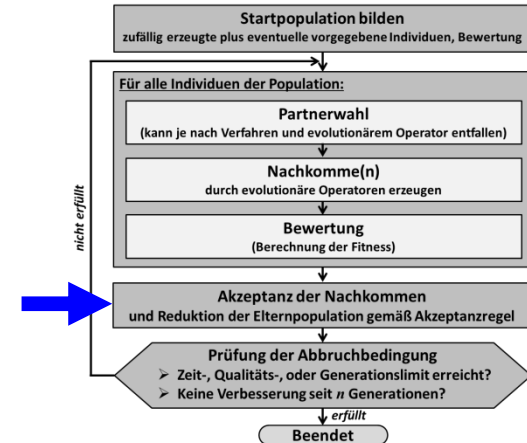 Startpopulation bilden
zufällig erzeugte plus eventuelle vorgegebene Individuen, Bewertung
Für alle Individuen der Population:
Partnerwahl
(kann je nach Verfahren und evolutionärem Operator entfallen)
Nachkomme(n)
durch evolutionäre Operatoren erzeugen
Bewertung
(Berechnung der Fitness)
nicht erfüllt
Akzeptanz der Nachkommen
und Reduktion der Elternpopulation gemäß Akzeptanzregel
Prüfung der Abbruchbedingung
➢ Zeit-, Qualitäts-, oder Generationslimit erreicht?
➢ Keine Verbesserung seit n Generationen?
erfüllt
Beendet